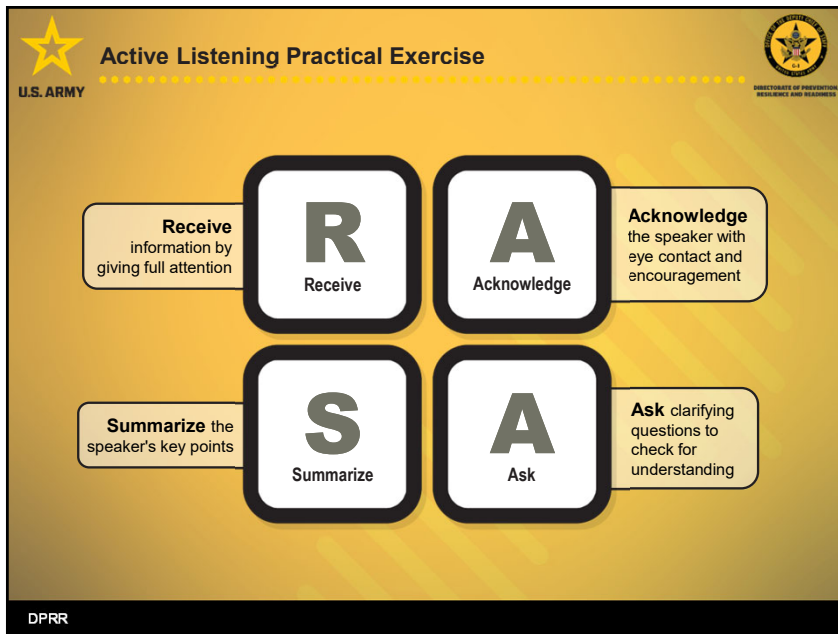 Active Listening Practical Exercise
U.S. ARMY
DIRECTORATE OF PREVENTION,
RESILIENCE AND READINESS
R
Receive
Receive
information by
giving full attention
A
Acknowledge
Acknowledge
the speaker with
eye contact and
encouragement
S
Summarize
Summarize the
speaker's key points
A
Ask
Ask clarifying
questions to
check for
understanding
DPRR